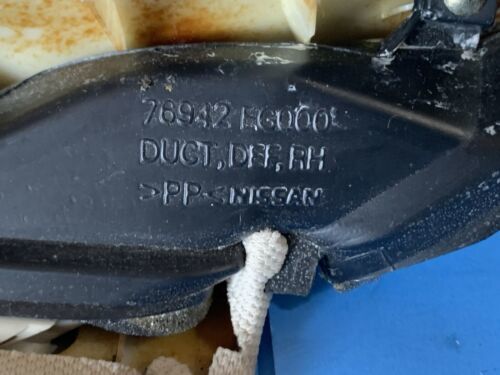 76942 EG000
DUCT, DEF, RH
>PP< NISSAN